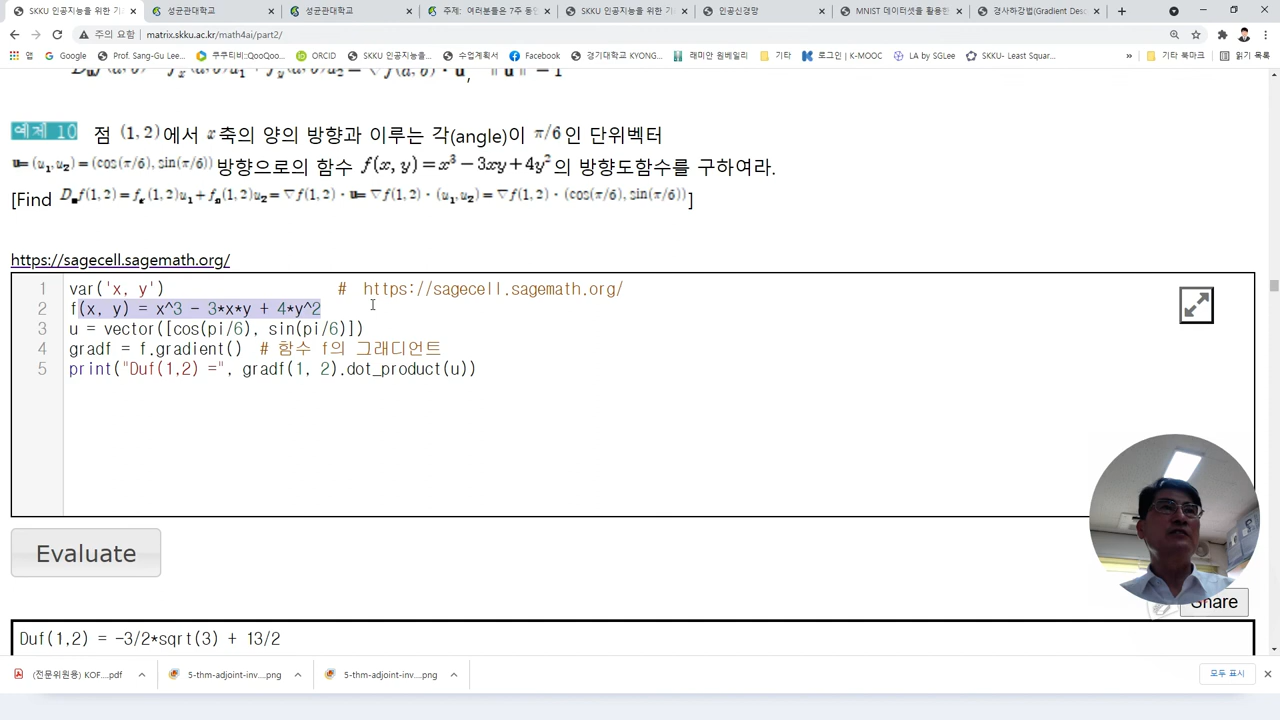 SKKU 인공지능을 위한 기
성균관대학교
성균관대학교
주제: 여러분들은 7주 동안
SKKU 인공지능을 위한 기
인공신경망
MNIST 데이터셋을 활용한
경사하강법(Gradient Des
주의 요함 matrix.skku.ac.kr/math4ai/part2/
앱 Google Prof. Sang-Gu Lee... 쿠쿠티비::QooQoo... ORCID SKKU 인공지능을... 수업계획서 Facebook 경기대학교 KYONG... 래미안 원베일리 기타 로그인 | K-MOOC LA by SGLee SKKU- Least Squar... » 기타 북마크 읽기 목록
예제 10 점 (1, 2)에서 x축의 양의 방향과 이루는 각(angle)이 π/6인 단위벡터
u=(u₁,u₂)=(cos(π/6), sin(π/6)) 방향으로의 함수 f(x, y)=x³−3xy+4y²의 방향도함수를 구하여라.
[Find Dᵤf(1,2)=fₓ(1,2)u₁+fᵧ(1,2)u₂=▽f(1,2)·u=▽f(1,2)·(u₁,u₂)=▽f(1,2)·(cos(π/6), sin(π/6))]
https://sagecell.sagemath.org/
1 var('x, y') # https://sagecell.sagemath.org/
2 f(x, y) = x^3 - 3*x*y + 4*y^2
3 u = vector([cos(pi/6), sin(pi/6)])
4 gradf = f.gradient() # 함수 f의 그래디언트
5 print("Duf(1,2) =", gradf(1, 2).dot_product(u))
Evaluate
Share
Duf(1,2) = -3/2*sqrt(3) + 13/2
(전문위원용) KOF....pdf
5-thm-adjoint-inv....png
5-thm-adjoint-inv....png
모두 표시